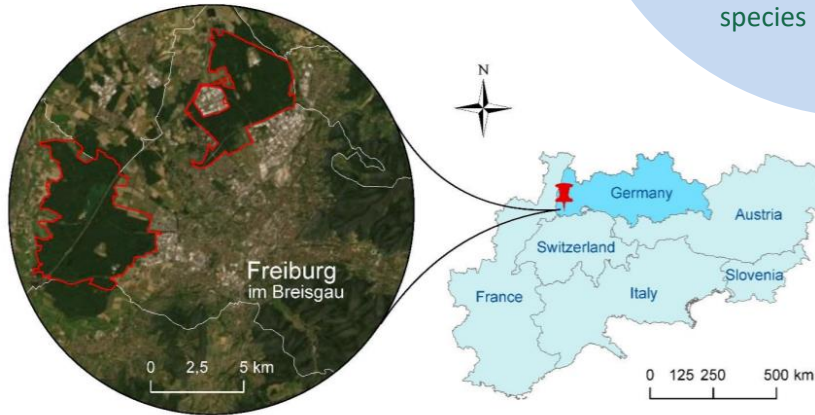 species
N
Germany
Austria
Switzerland
Slovenia
France
Italy
Freiburg
im Breisgau
0 2,5 5 km
0 125 250 500 km